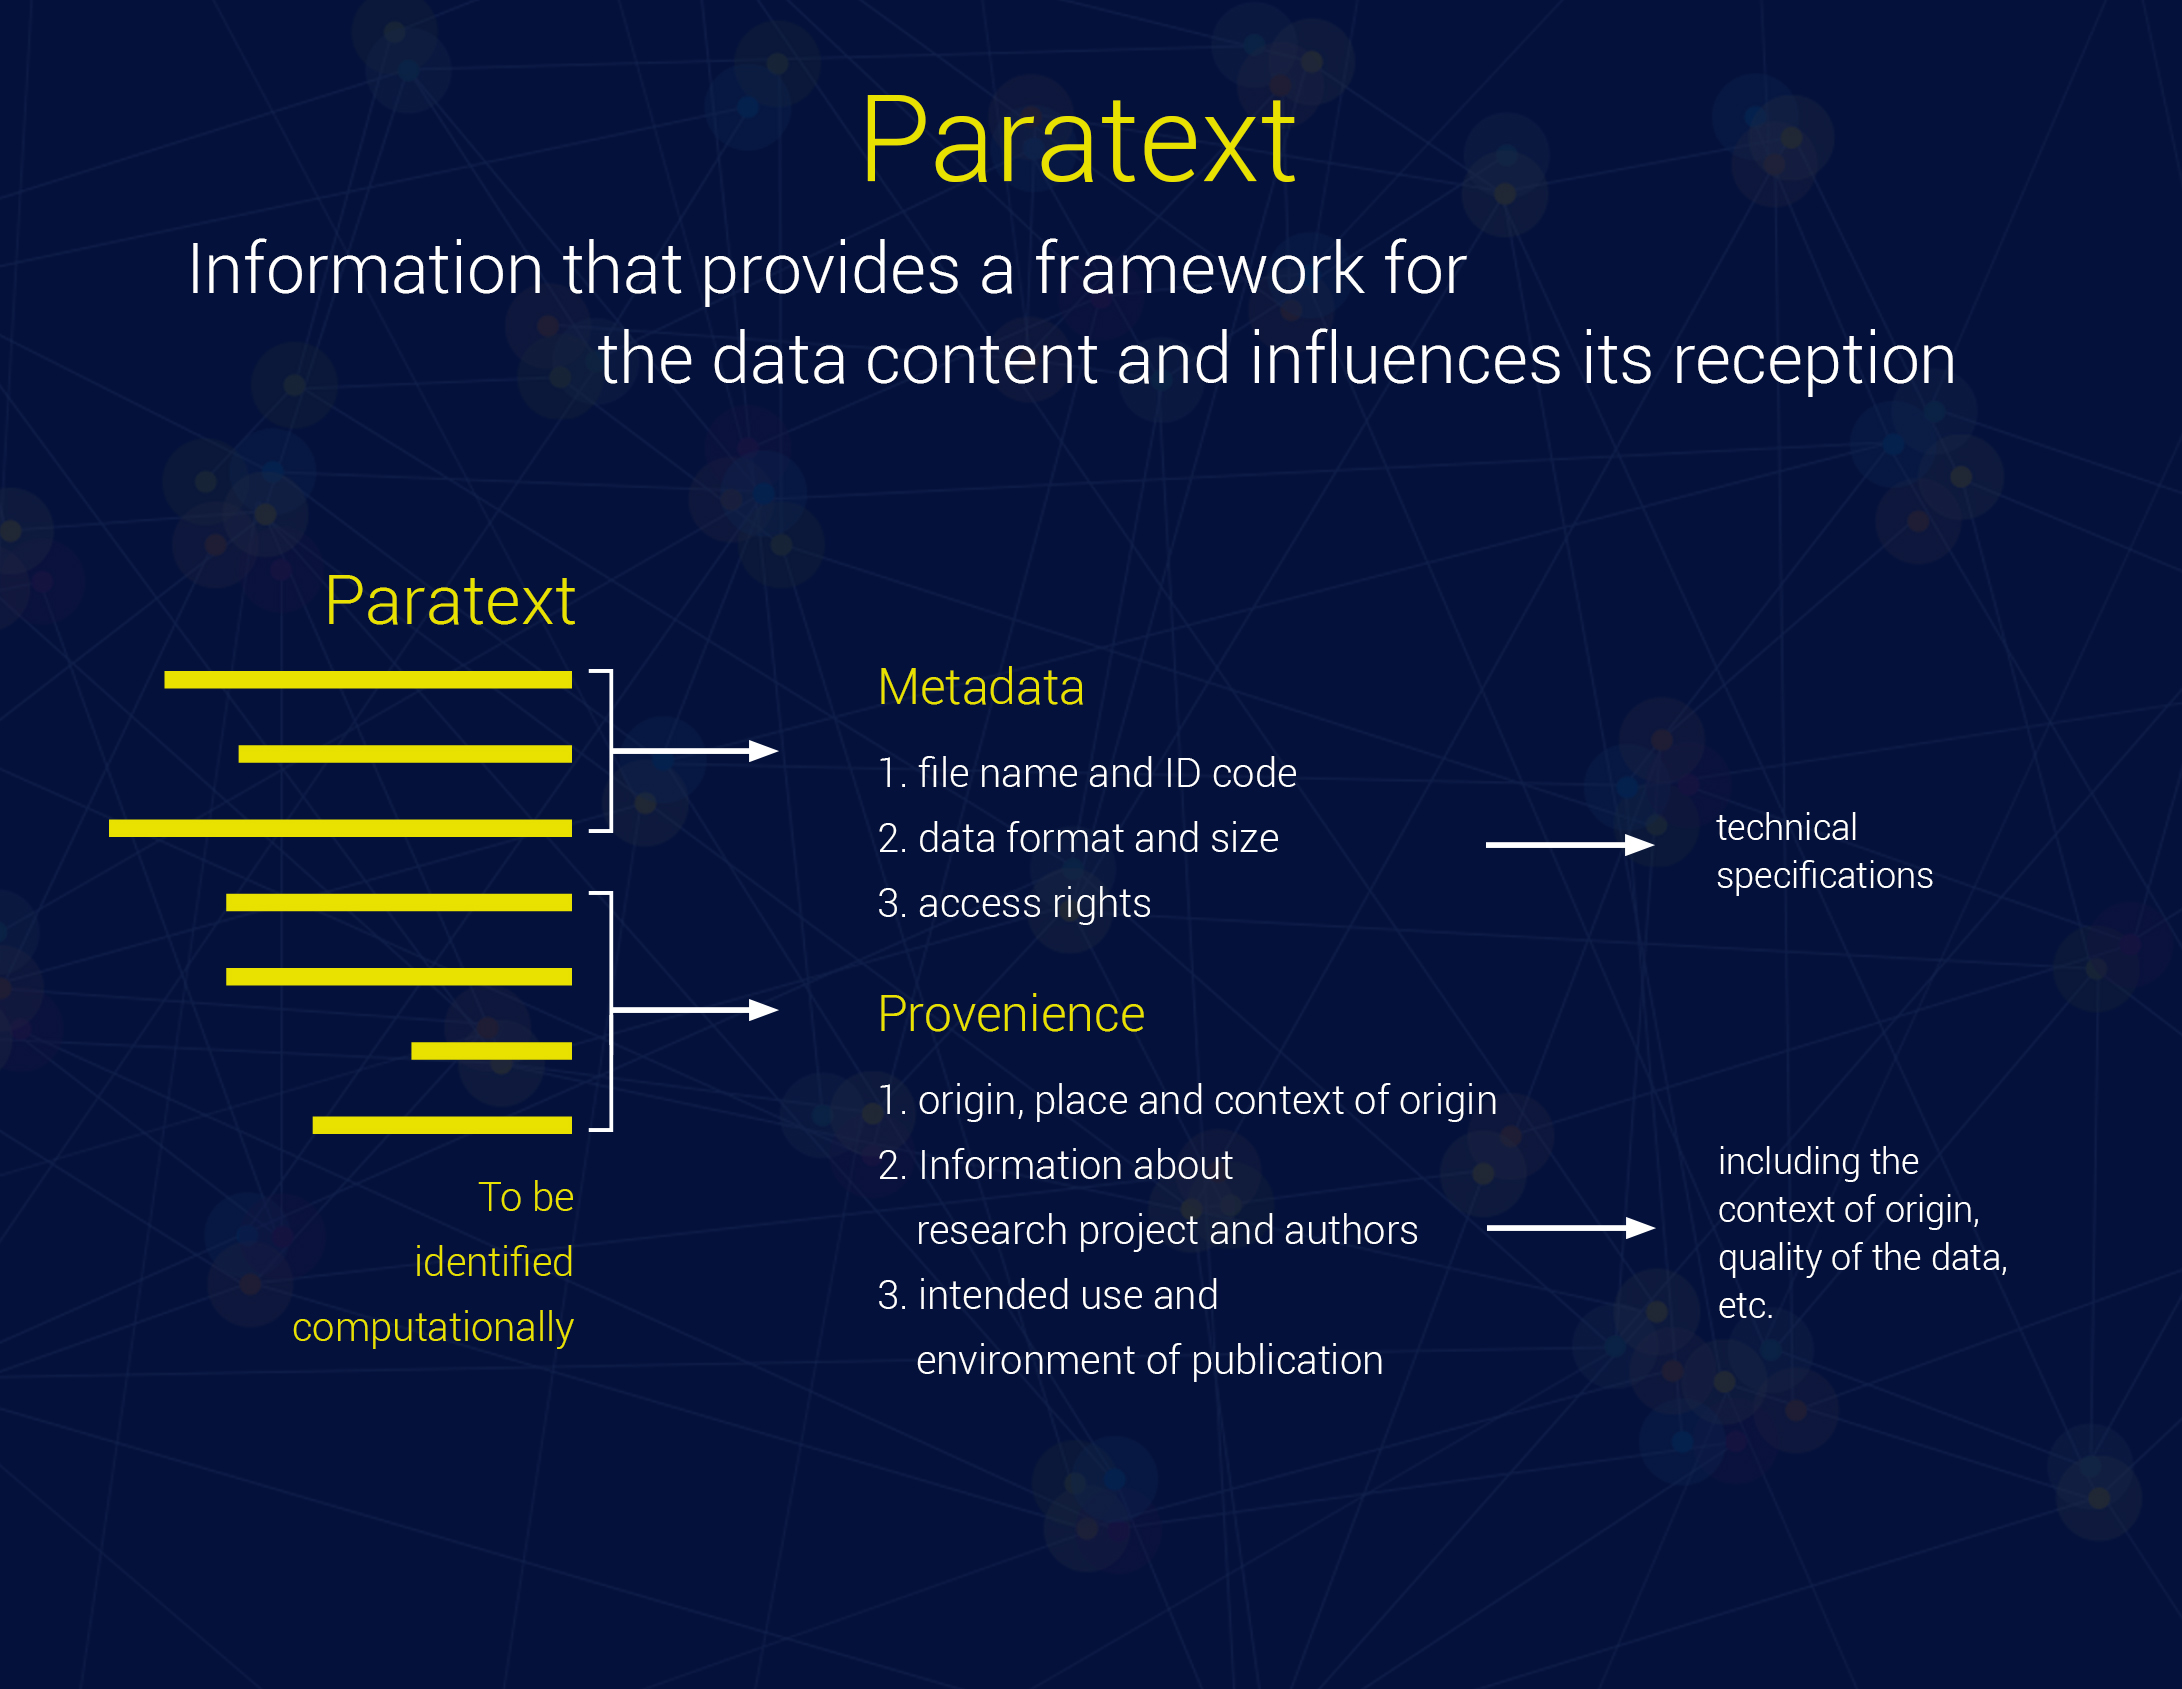 Paratext
Information that provides a framework for
the data content and influences its reception
Paratext
To be
identified
computationally
Metadata
1. file name and ID code
2. data format and size
3. access rights
technical
specifications
Provenience
1. origin, place and context of origin
2. Information about
research project and authors
3. intended use and
environment of publication
including the
context of origin,
quality of the data,
etc.